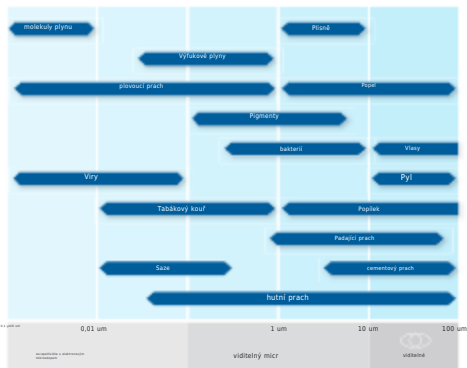 molekuly plynu
Plísně
Výfukové plyny
plovoucí prach
Popel
Pigmenty
bakterií
Vlasy
Viry
Pyl
Tabákový kouř
Popílek
Padající prach
Saze
cementový prach
hutní prach
0,01 um
1 um
10 um
100 um
viditelný micr
viditelné